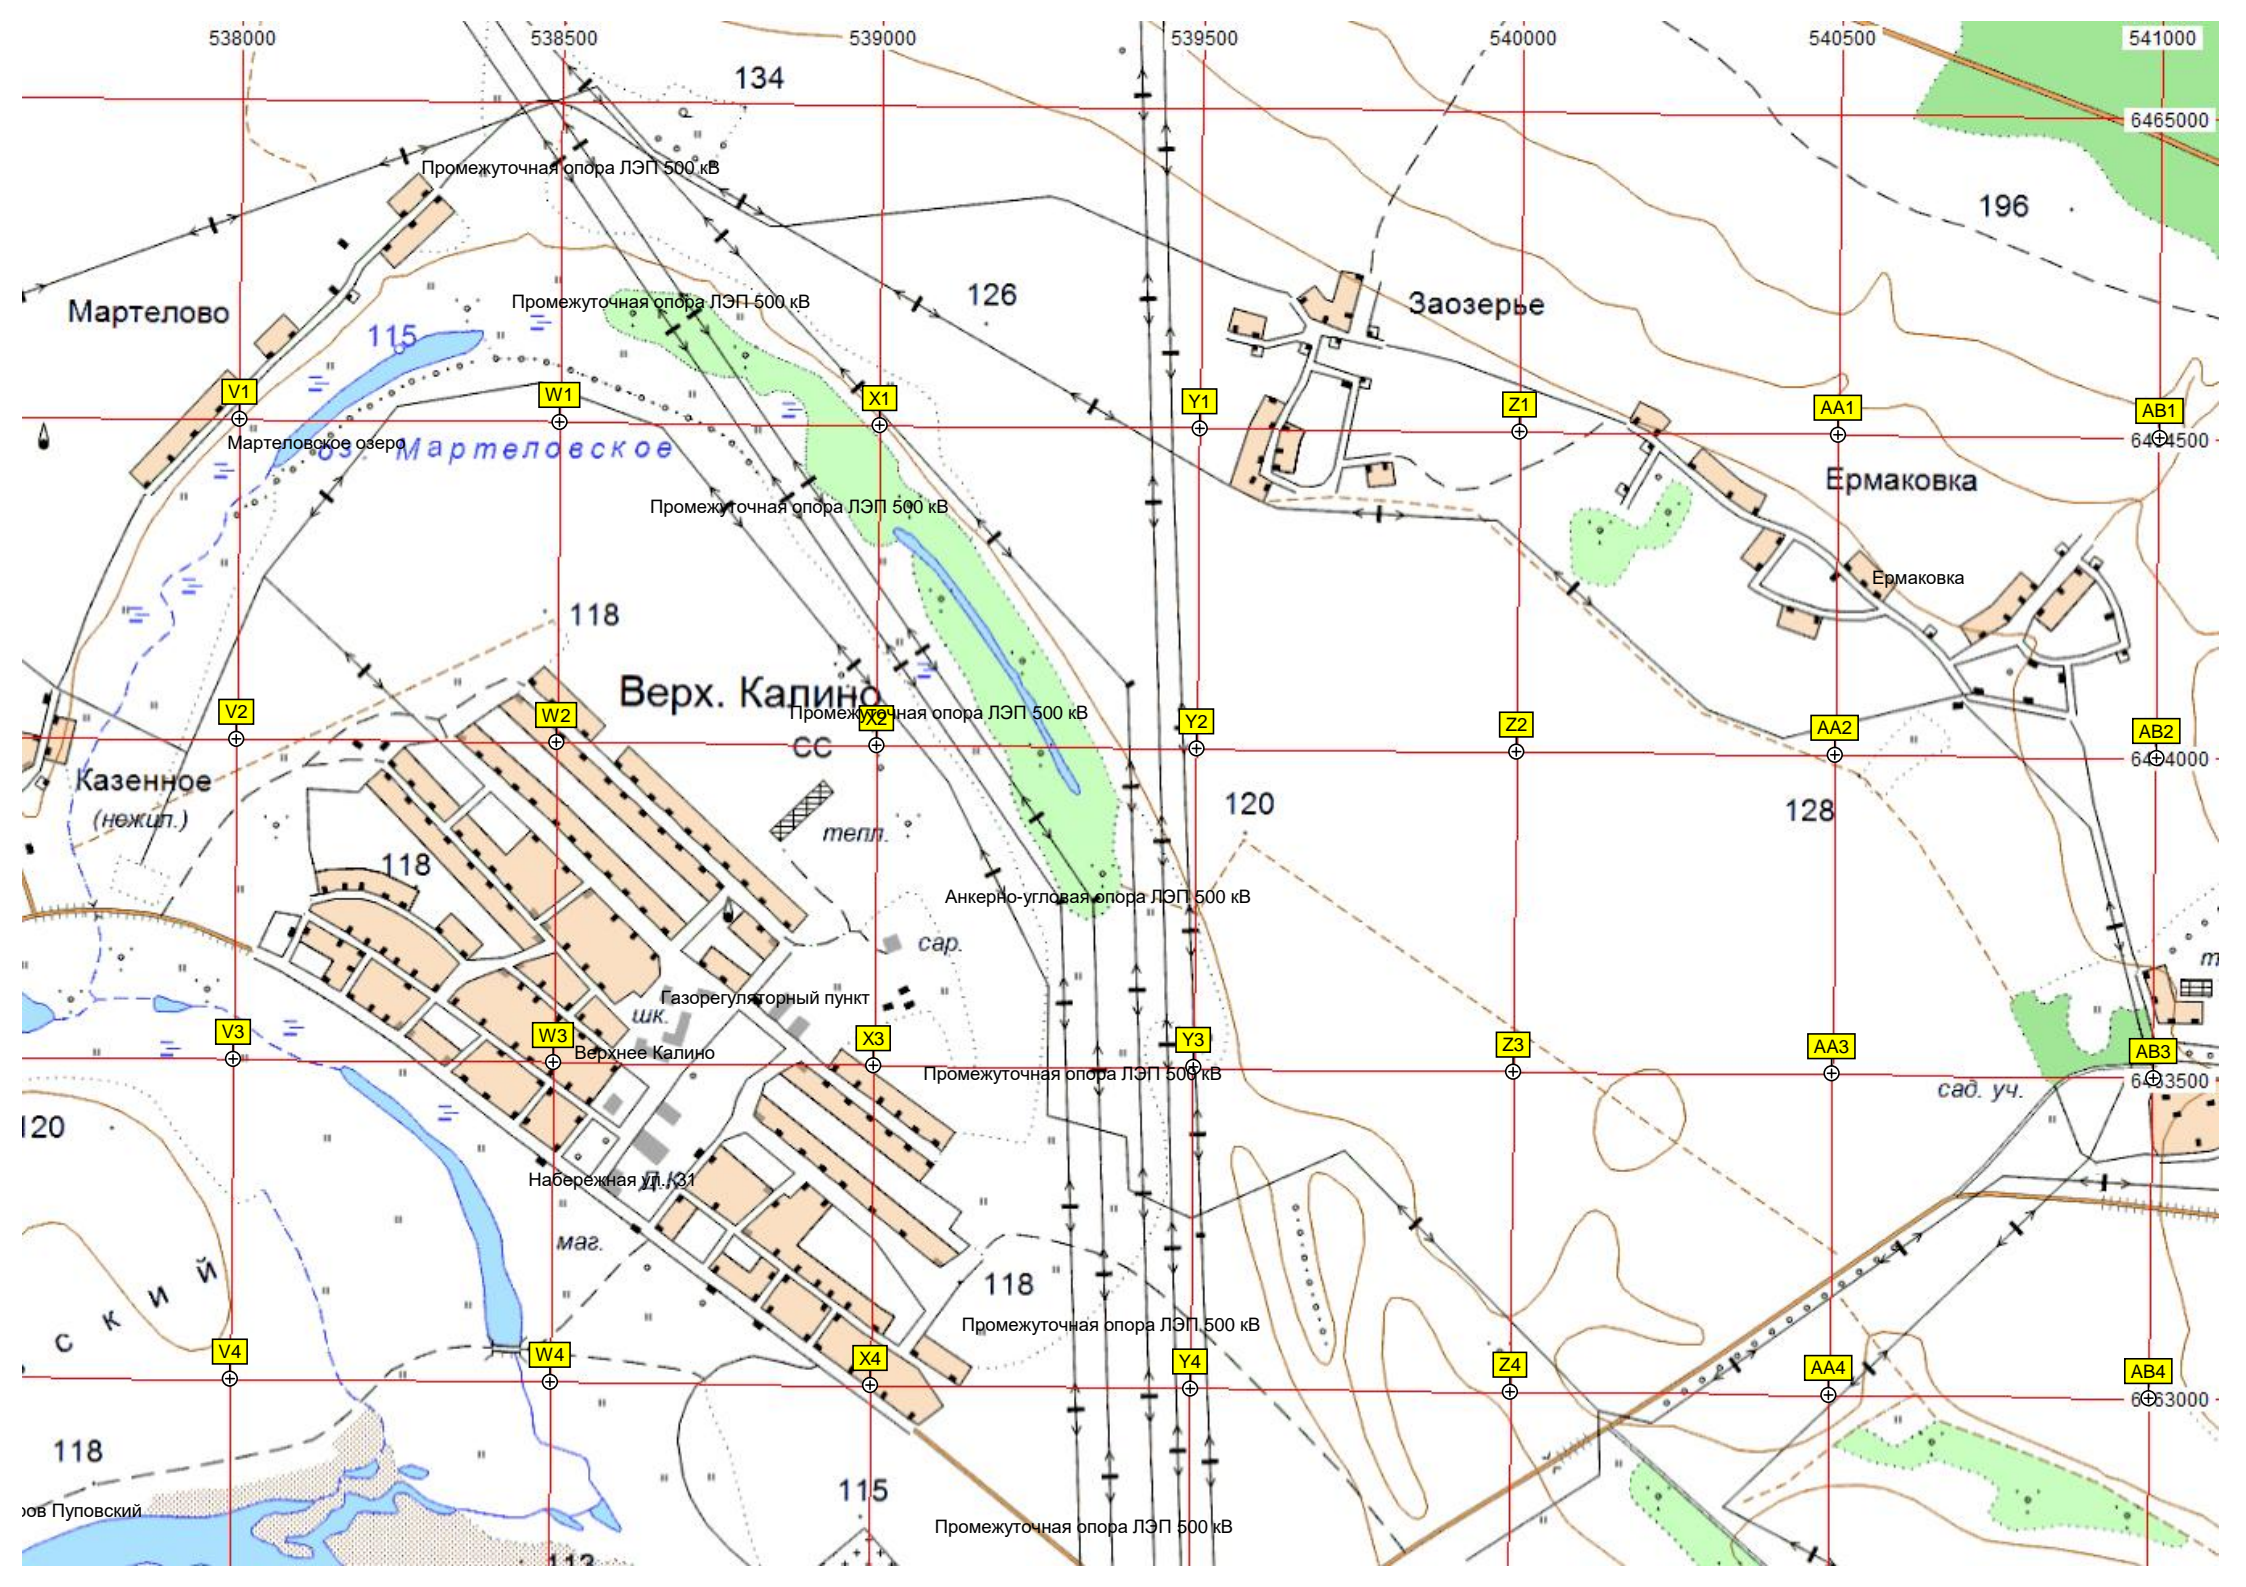 538000 538500 539000 539500 540000 540500 541000
134
6465000
Промежуточная опора ЛЭП 500 кВ
196
126
Промежуточная опора ЛЭП 500 кВ
Заозерье
Мартелово
115
V1 W1 X1 Y1 Z1 AA1 AB1
Мартеловское озеро
оз. Мартеловское
Ермаковка
Промежуточная опора ЛЭП 500 кВ
Ермаковка
118
Верх. Калино
V2 W2 X2 Y2 Z2 AA2 AB2
Промежуточная опора ЛЭП 500 кВ
СС
Казенное
(нежил.)
120
128
тепл.
118
Анкерно-угловая опора ЛЭП 500 кВ
сар.
Газорегуляторный пункт
шк.
V3 W3 X3 Y3 Z3 AA3 AB3
Верхнее Калино
Промежуточная опора ЛЭП 500 кВ
сад. уч.
120
Набережная ул., 31
маг.
118
с к и й
Промежуточная опора ЛЭП 500 кВ
V4 W4 X4 Y4 Z4 AA4 AB4
118
115
ров Пуповский
Промежуточная опора ЛЭП 500 кВ